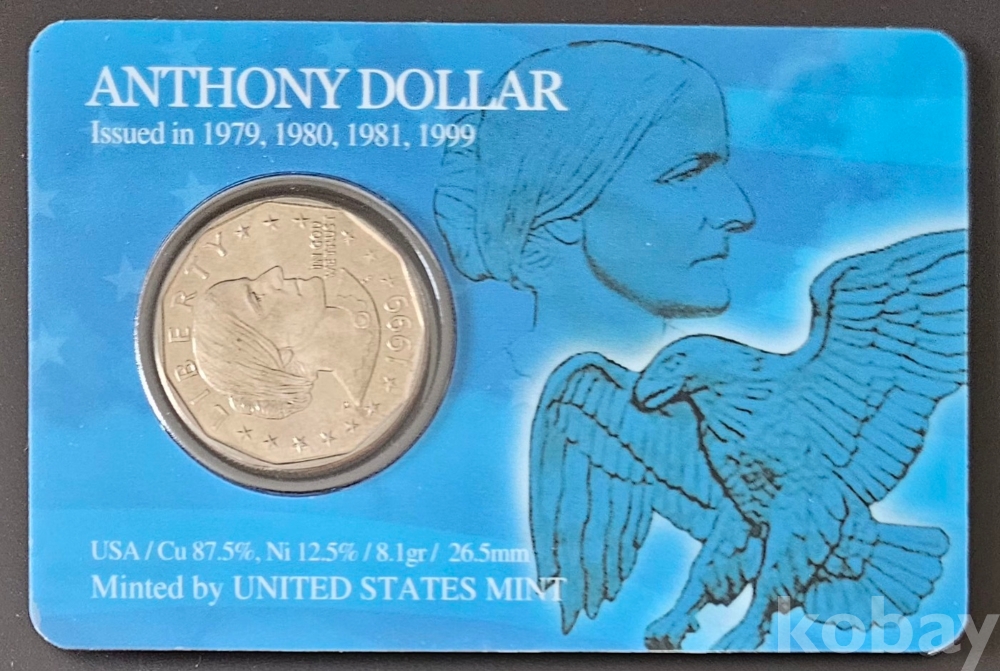 ANTHONY DOLLAR
Issued in 1979, 1980, 1981, 1999
LIBERTY
IN GOD
WE TRUST
1999
P
USA / Cu 87.5%, Ni 12.5% / 8.1gr / 26.5mm
Minted by UNITED STATES MINT
kobay